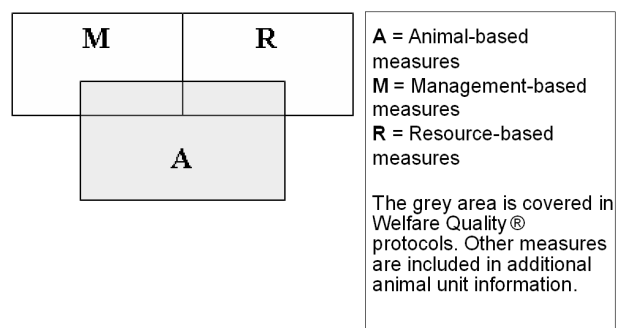 M R
A
A = Animal-based
measures
M = Management-based
measures
R = Resource-based
measures
The grey area is covered in
Welfare Quality®
protocols. Other measures
are included in additional
animal unit information.